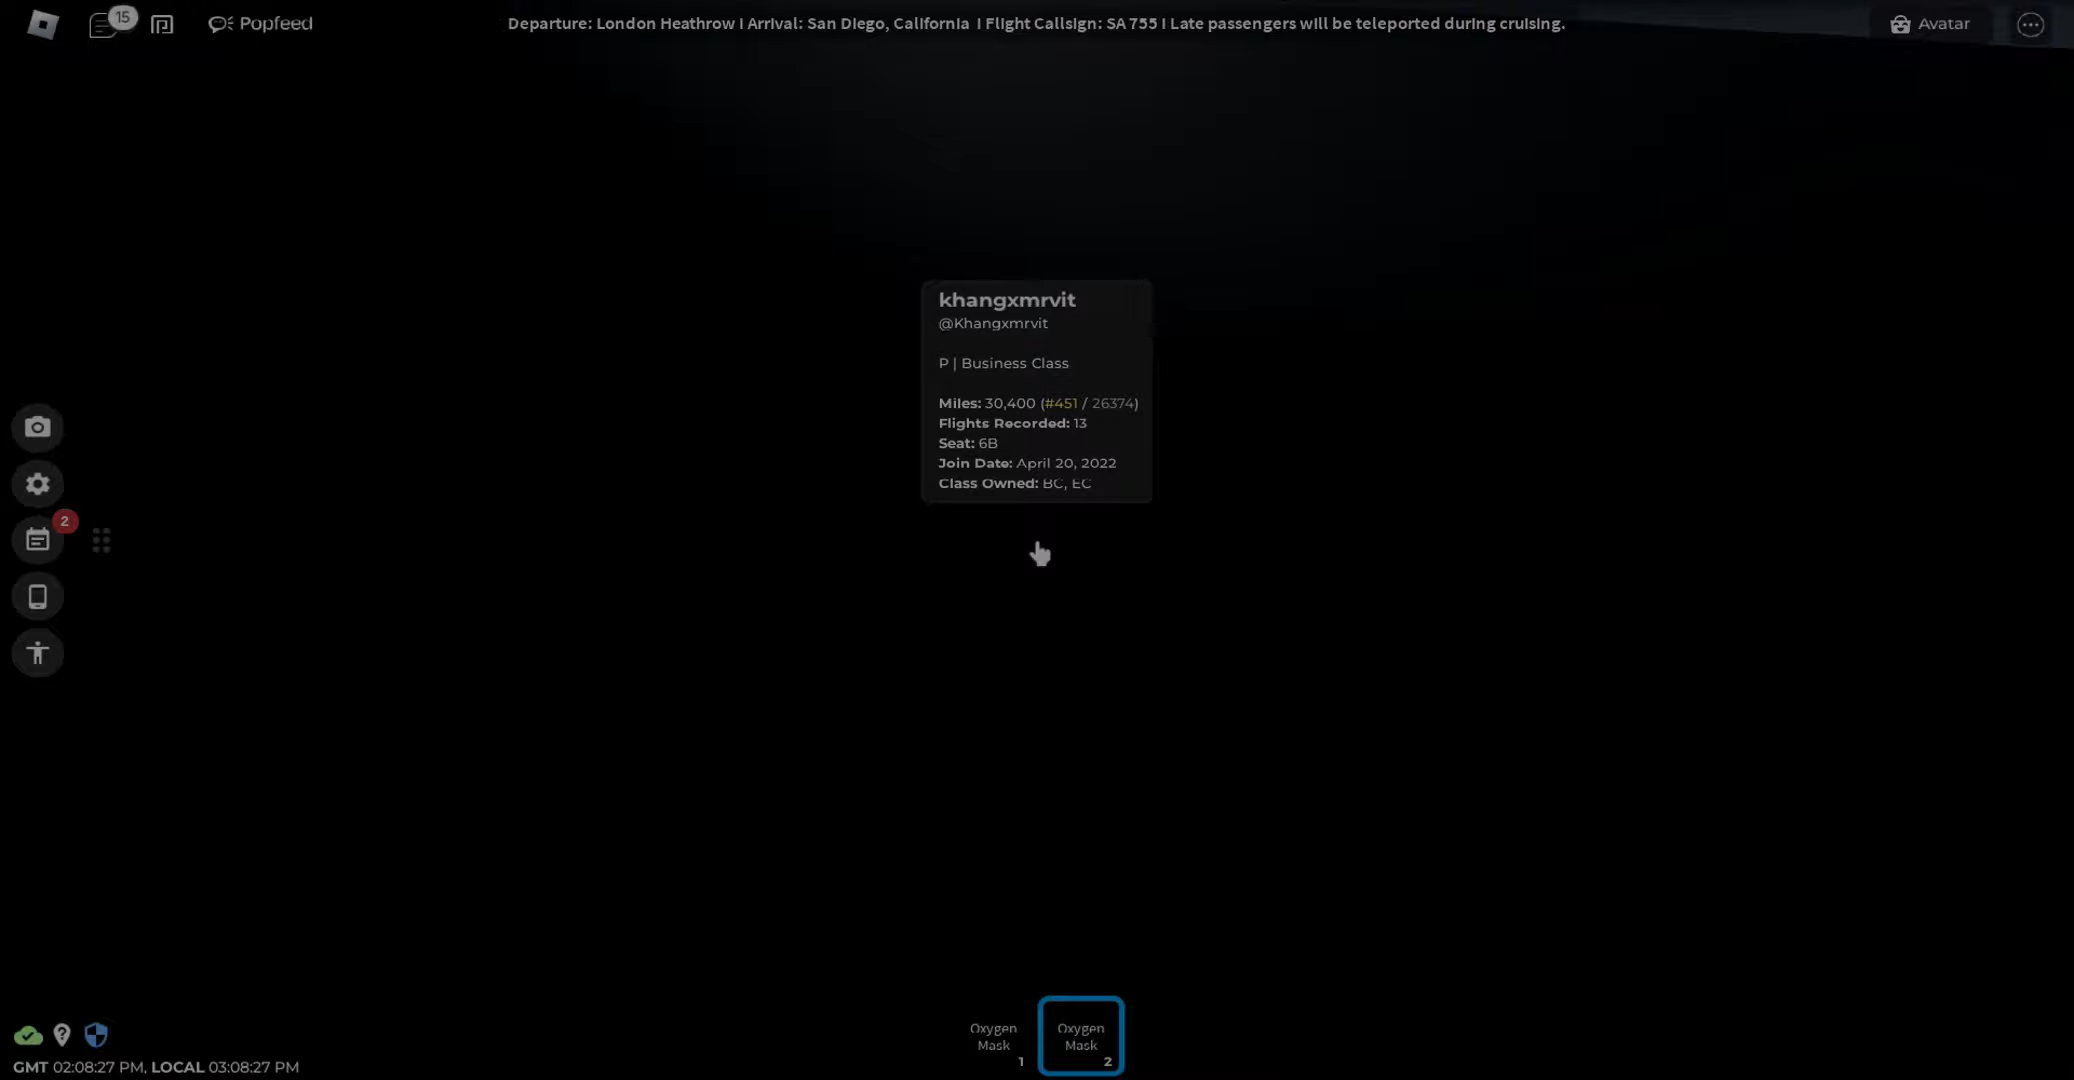 15
Popfeed
Departure: London Heathrow I Arrival: San Diego, California I Flight Callsign: SA 755 I Late passengers will be teleported during cruising.
Avatar
khangxmrvit
@Khangxmrvit
P | Business Class
Miles: 30,400 (#451 / 26374)
Flights Recorded: 13
Seat: 6B
Join Date: April 20, 2022
Class Owned: BC, EC
2
Oxygen
Mask
1
Oxygen
Mask
2
GMT 02:08:27 PM, LOCAL 03:08:27 PM